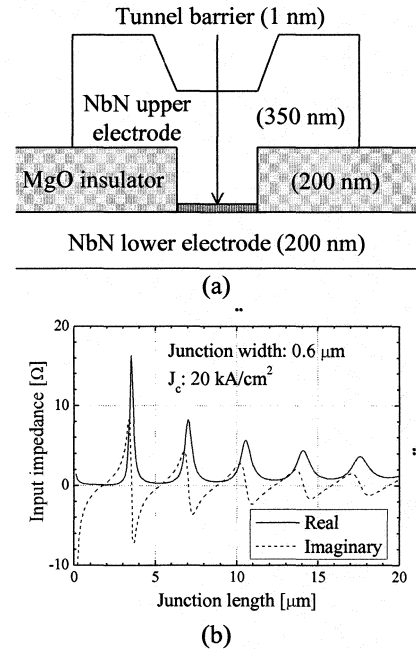 Tunnel barrier (1 nm)
NbN upper
electrode
(350 nm)
MgO insulator
(200 nm)
NbN lower electrode (200 nm)
(a)
20
10
0
-10
Input impedance [Ω]
Junction width: 0.6 μm
J_c: 20 kA/cm²
Real
Imaginary
0
5
10
15
20
Junction length [μm]
(b)